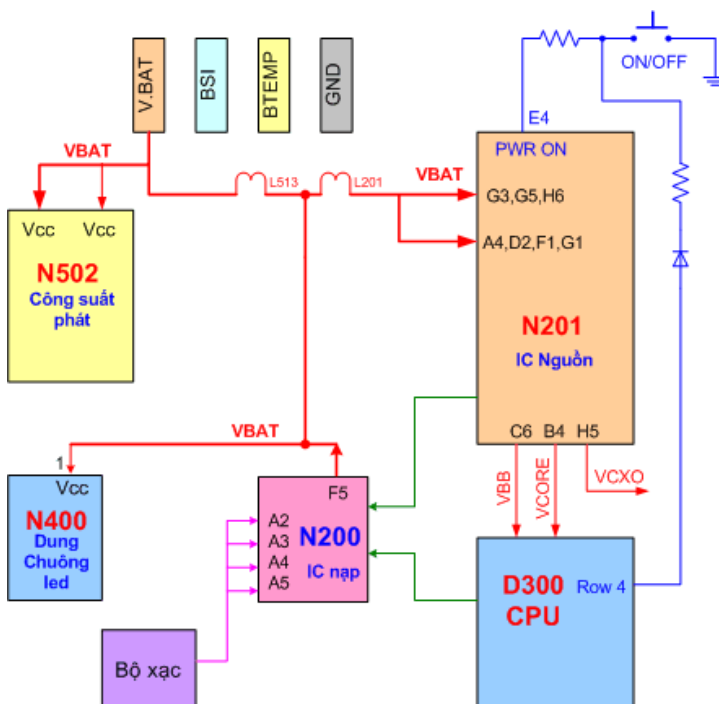 V.BAT
BSI
BTEMP
GND
ON/OFF
E4
PWR ON
VBAT
L513
L201
VBAT
G3,G5,H6
A4,D2,F1,G1
Vcc
Vcc
N502
Công suất
phát
N201
IC Nguồn
C6
B4
H5
VBAT
1
Vcc
N400
Dung
Chuông
led
F5
A2
A3
A4
A5
N200
IC nạp
VBB
VCORE
VCXO
D300
CPU
Row 4
Bộ xạc